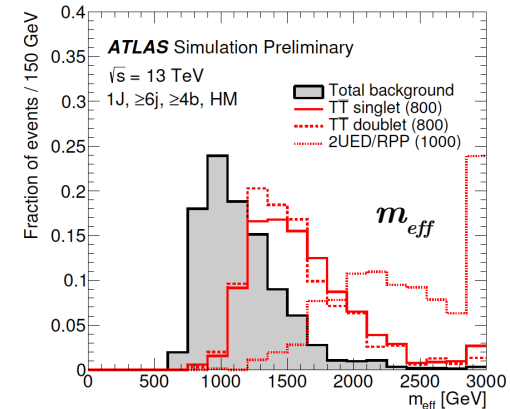 Fraction of events / 150 GeV
0.4
0.35
0.3
0.25
0.2
0.15
0.1
0.05
0
ATLAS Simulation Preliminary
√s = 13 TeV
1J, ≥6j, ≥4b, HM
Total background
TT̅ singlet (800)
TT̅ doublet (800)
2UED/RPP (1000)
m_eff
0 500 1000 1500 2000 2500 3000
m_eff [GeV]